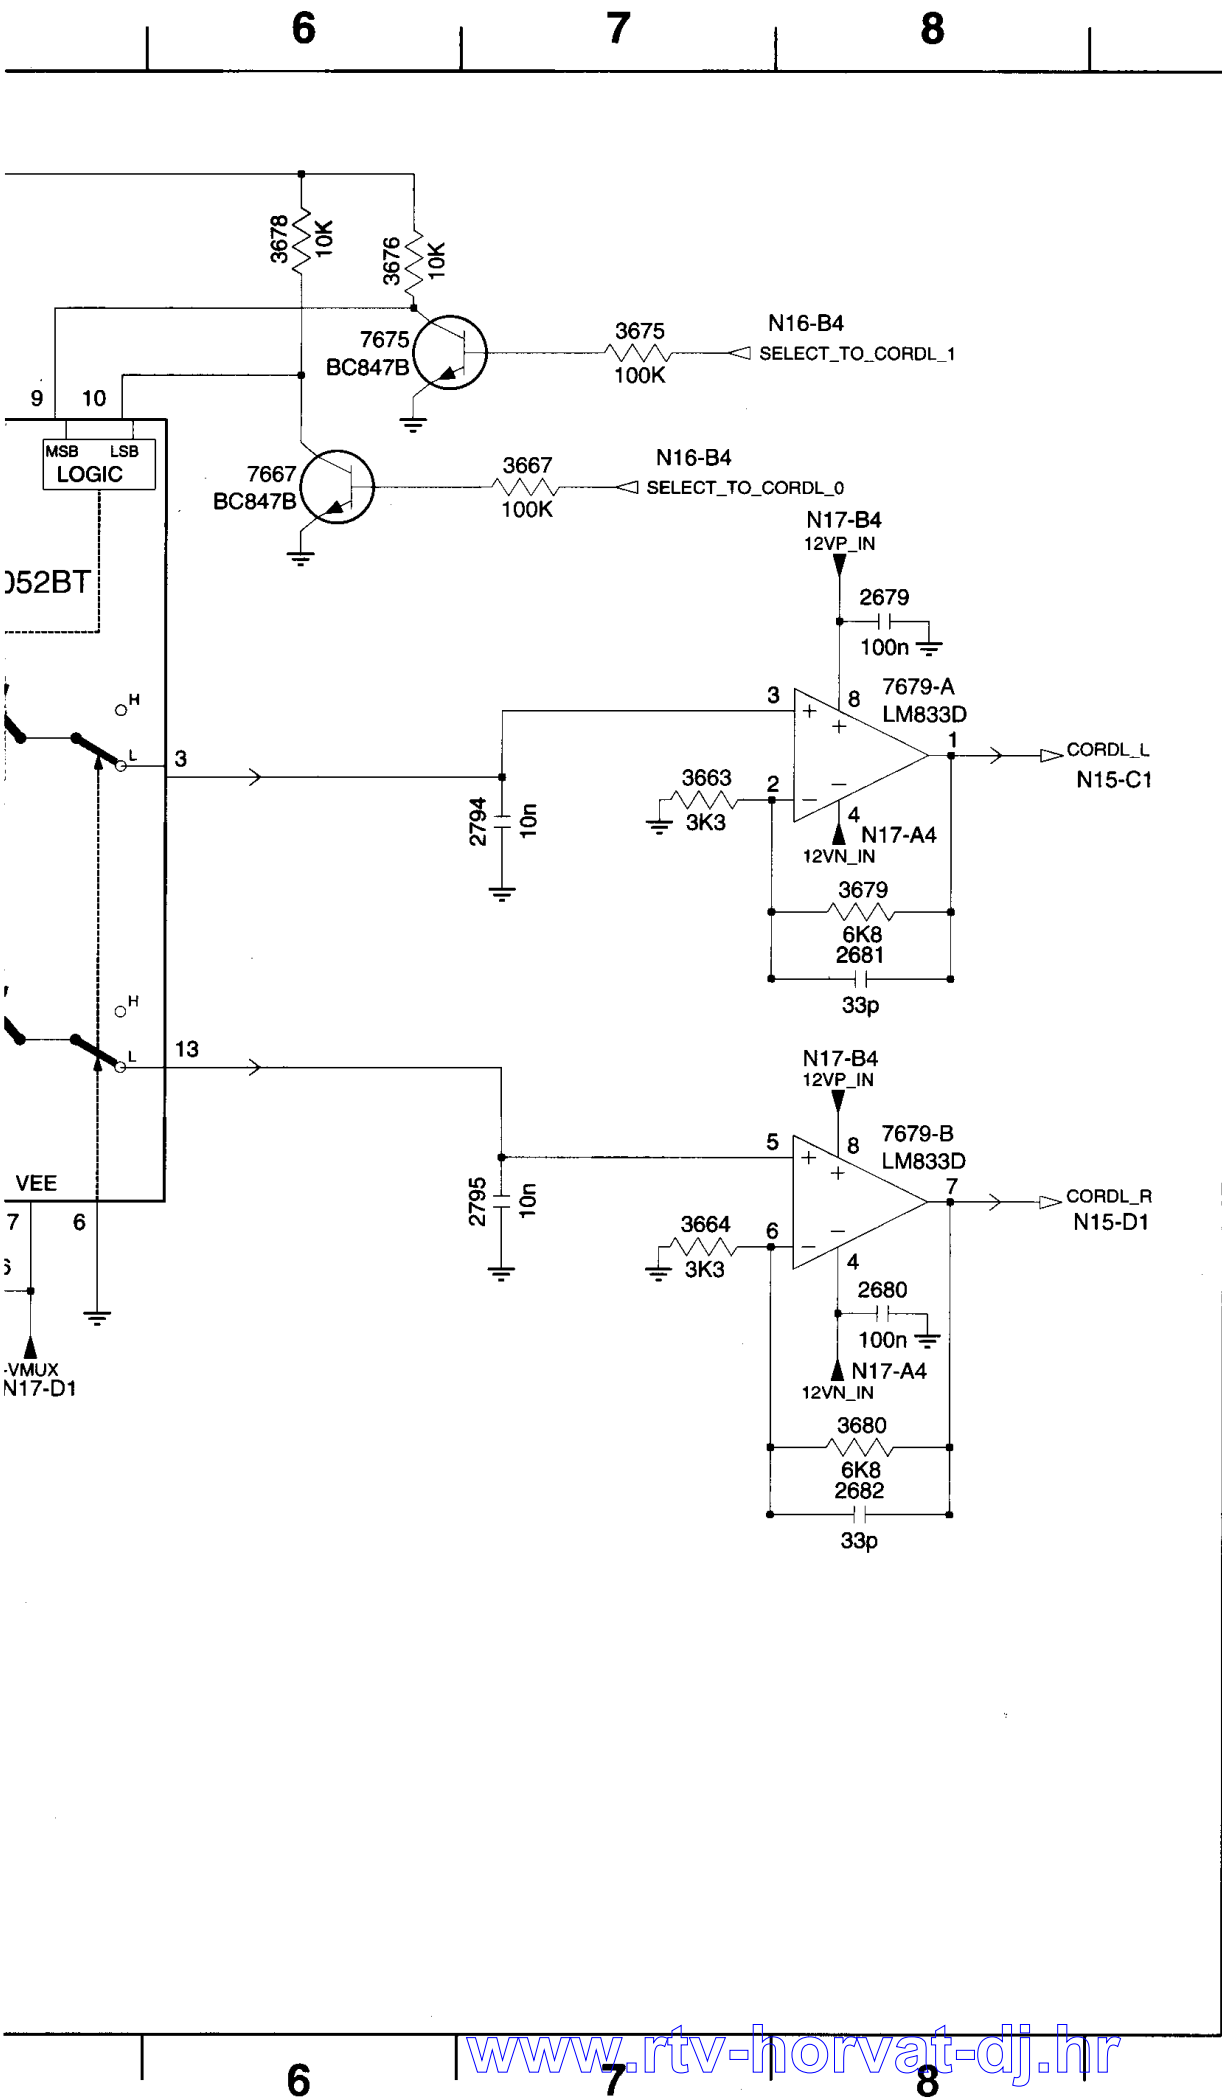 6 7 8
3678 10K
3676 10K
7675
BC847B
3675
100K
N16-B4
SELECT_TO_CORDL_1
9 10
MSB LSB
LOGIC
7667
BC847B
3667
100K
N16-B4
SELECT_TO_CORDL_0
052BT
N17-B4
12VP_IN
2679
100n
7679-A
LM833D
3 8
+ +
1
CORDL_L
N15-C1
H
L
3
2794 10n
3663
3K3
2
− −
4
N17-A4
12VN_IN
3679
6K8
2681
33p
H
L
13
N17-B4
12VP_IN
7679-B
LM833D
5 8
+ +
7
CORDL_R
N15-D1
2795 10n
3664
3K3
6
− −
4
2680
100n
N17-A4
12VN_IN
3680
6K8
2682
33p
VEE
7 6
-VMUX
N17-D1
www.rtv-horvat-dj.hr
6 7 8